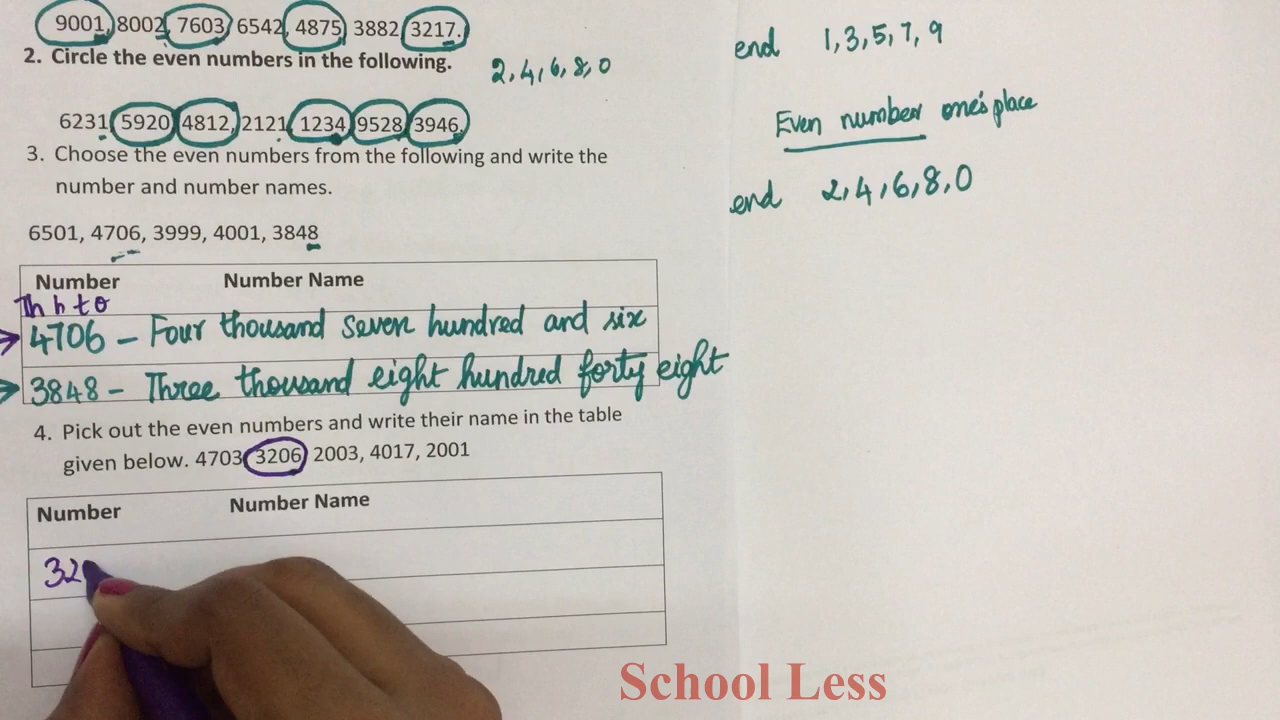 9001, 8002, 7603, 6542, 4875, 3882, 3217.
2. Circle the even numbers in the following.
2,4,6,8,0
6231, 5920, 4812, 2121, 1234, 9528, 3946.
3. Choose the even numbers from the following and write the
number and number names.
6501, 4706, 3999, 4001, 3848
Number Number Name
Th h t o
4706 - Four thousand seven hundred and six
3848 - Three thousand eight hundred forty eight
4. Pick out the even numbers and write their name in the table
given below. 4703, 3206, 2003, 4017, 2001
Number Number Name
320
end 1,3,5,7,9
Even number one's place
end 2,4,6,8,0
School Less